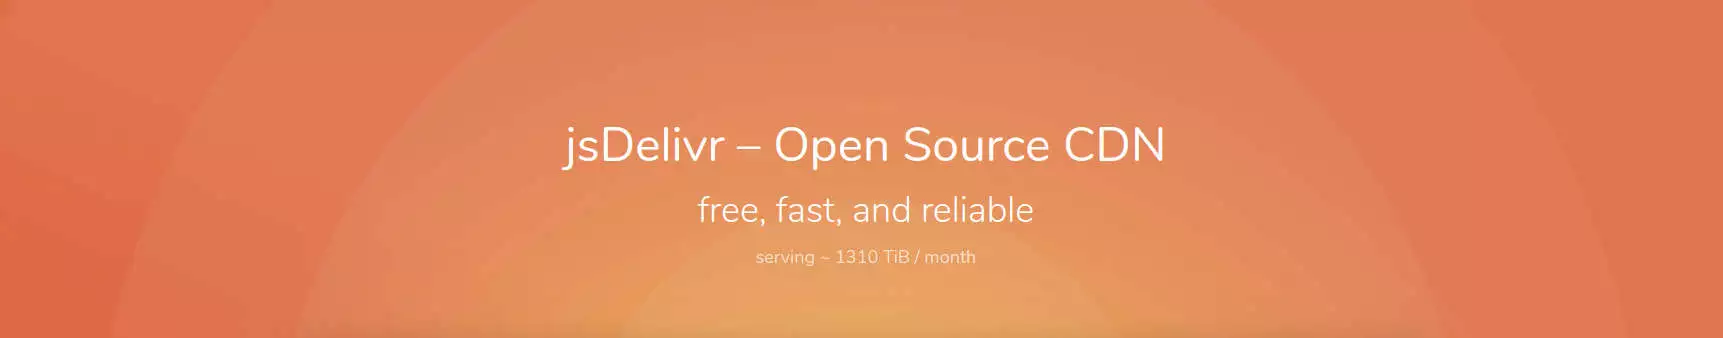 jsDelivr – Open Source CDN
free, fast, and reliable
serving ~ 1310 TiB / month